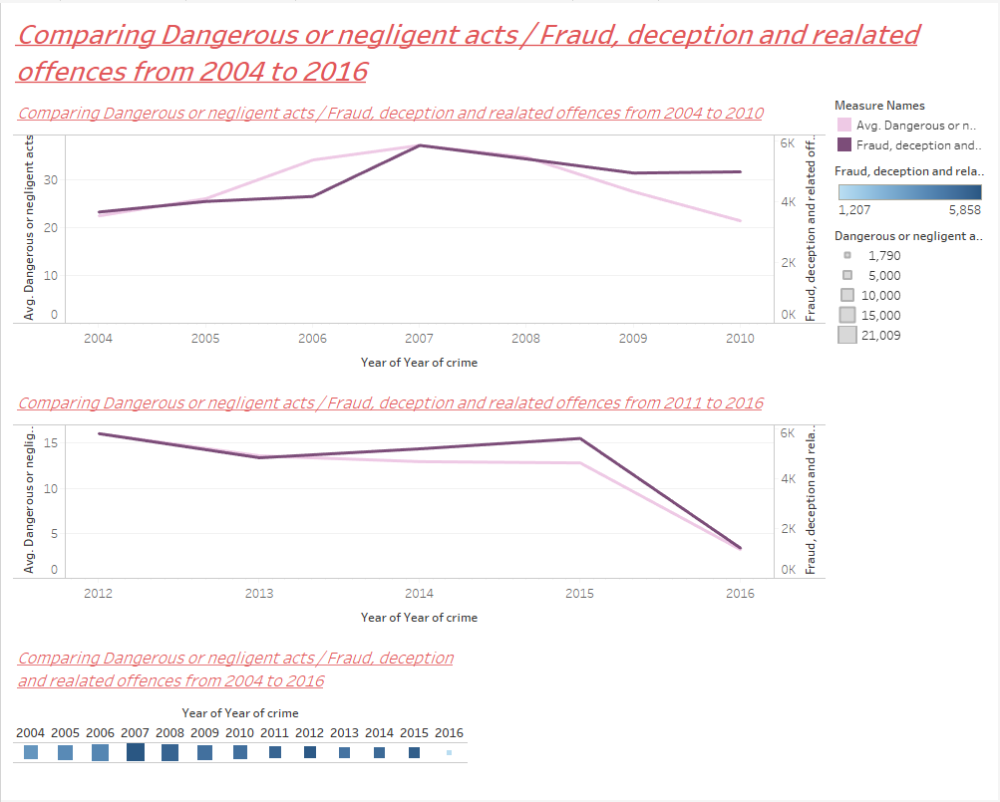 Comparing Dangerous or negligent acts / Fraud, deception and realated
offences from 2004 to 2016
Comparing Dangerous or negligent acts / Fraud, deception and realated offences from 2004 to 2010
Avg. Dangerous or negligent acts
30
20
10
0
6K
4K
2K
0K
Fraud, deception and related off..
2004 2005 2006 2007 2008 2009 2010
Year of Year of crime
Measure Names
Avg. Dangerous or n..
Fraud, deception and..
Fraud, deception and rela..
1,207 5,858
Dangerous or negligent a..
1,790
5,000
10,000
15,000
21,009
Comparing Dangerous or negligent acts / Fraud, deception and realated offences from 2011 to 2016
Avg. Dangerous or neglig..
15
10
5
0
6K
4K
2K
0K
Fraud, deception and rela..
2012 2013 2014 2015 2016
Year of Year of crime
Comparing Dangerous or negligent acts / Fraud, deception
and realated offences from 2004 to 2016
Year of Year of crime
2004 2005 2006 2007 2008 2009 2010 2011 2012 2013 2014 2015 2016